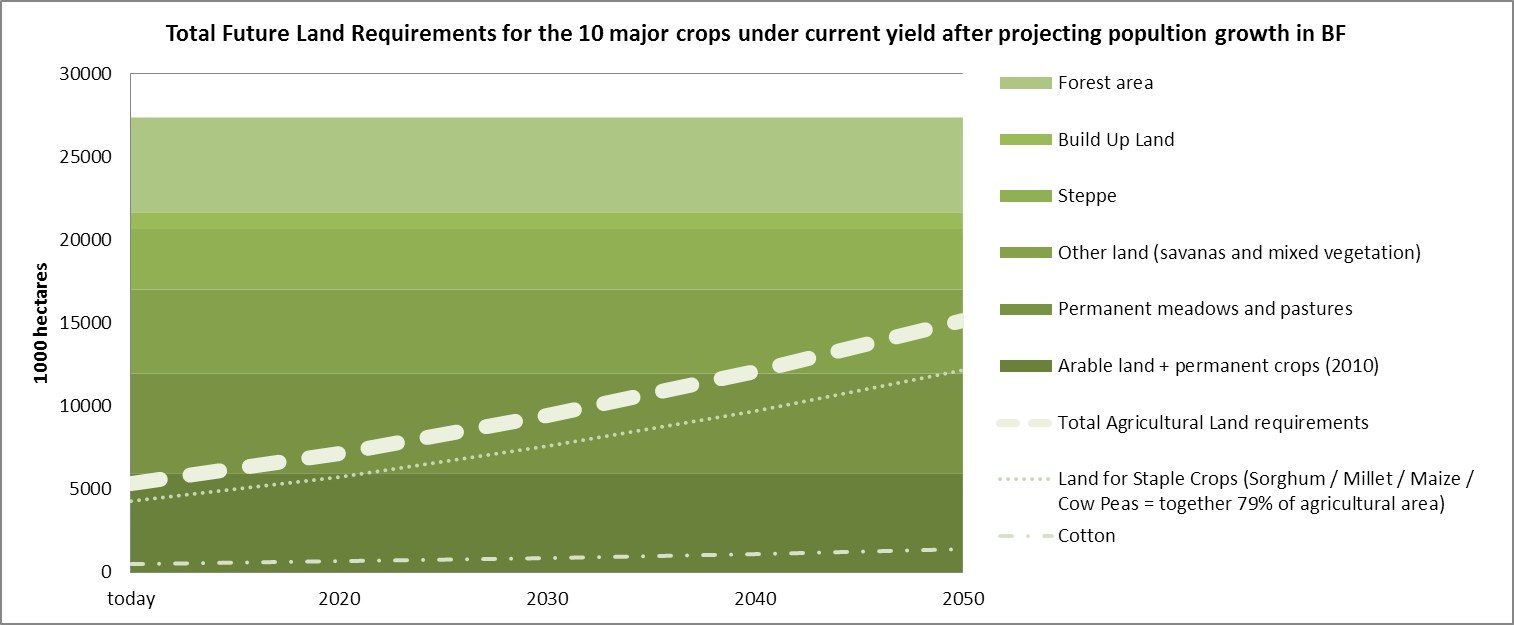 Total Future Land Requirements for the 10 major crops under current yield after projecting popultion growth in BF
30000
25000
20000
15000
10000
5000
0
1000 hectares
today
2020
2030
2040
2050
Forest area
Build Up Land
Steppe
Other land (savanas and mixed vegetation)
Permanent meadows and pastures
Arable land + permanent crops (2010)
Total Agricultural Land requirements
Land for Staple Crops (Sorghum / Millet / Maize /
Cow Peas = together 79% of agricultural area)
Cotton